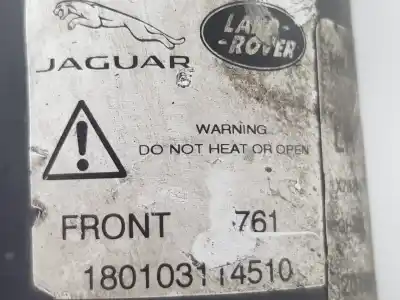 JAGUAR
LAND-
ROVER
WARNING
DO NOT HEAT OR OPEN
FRONT 761
180103114510